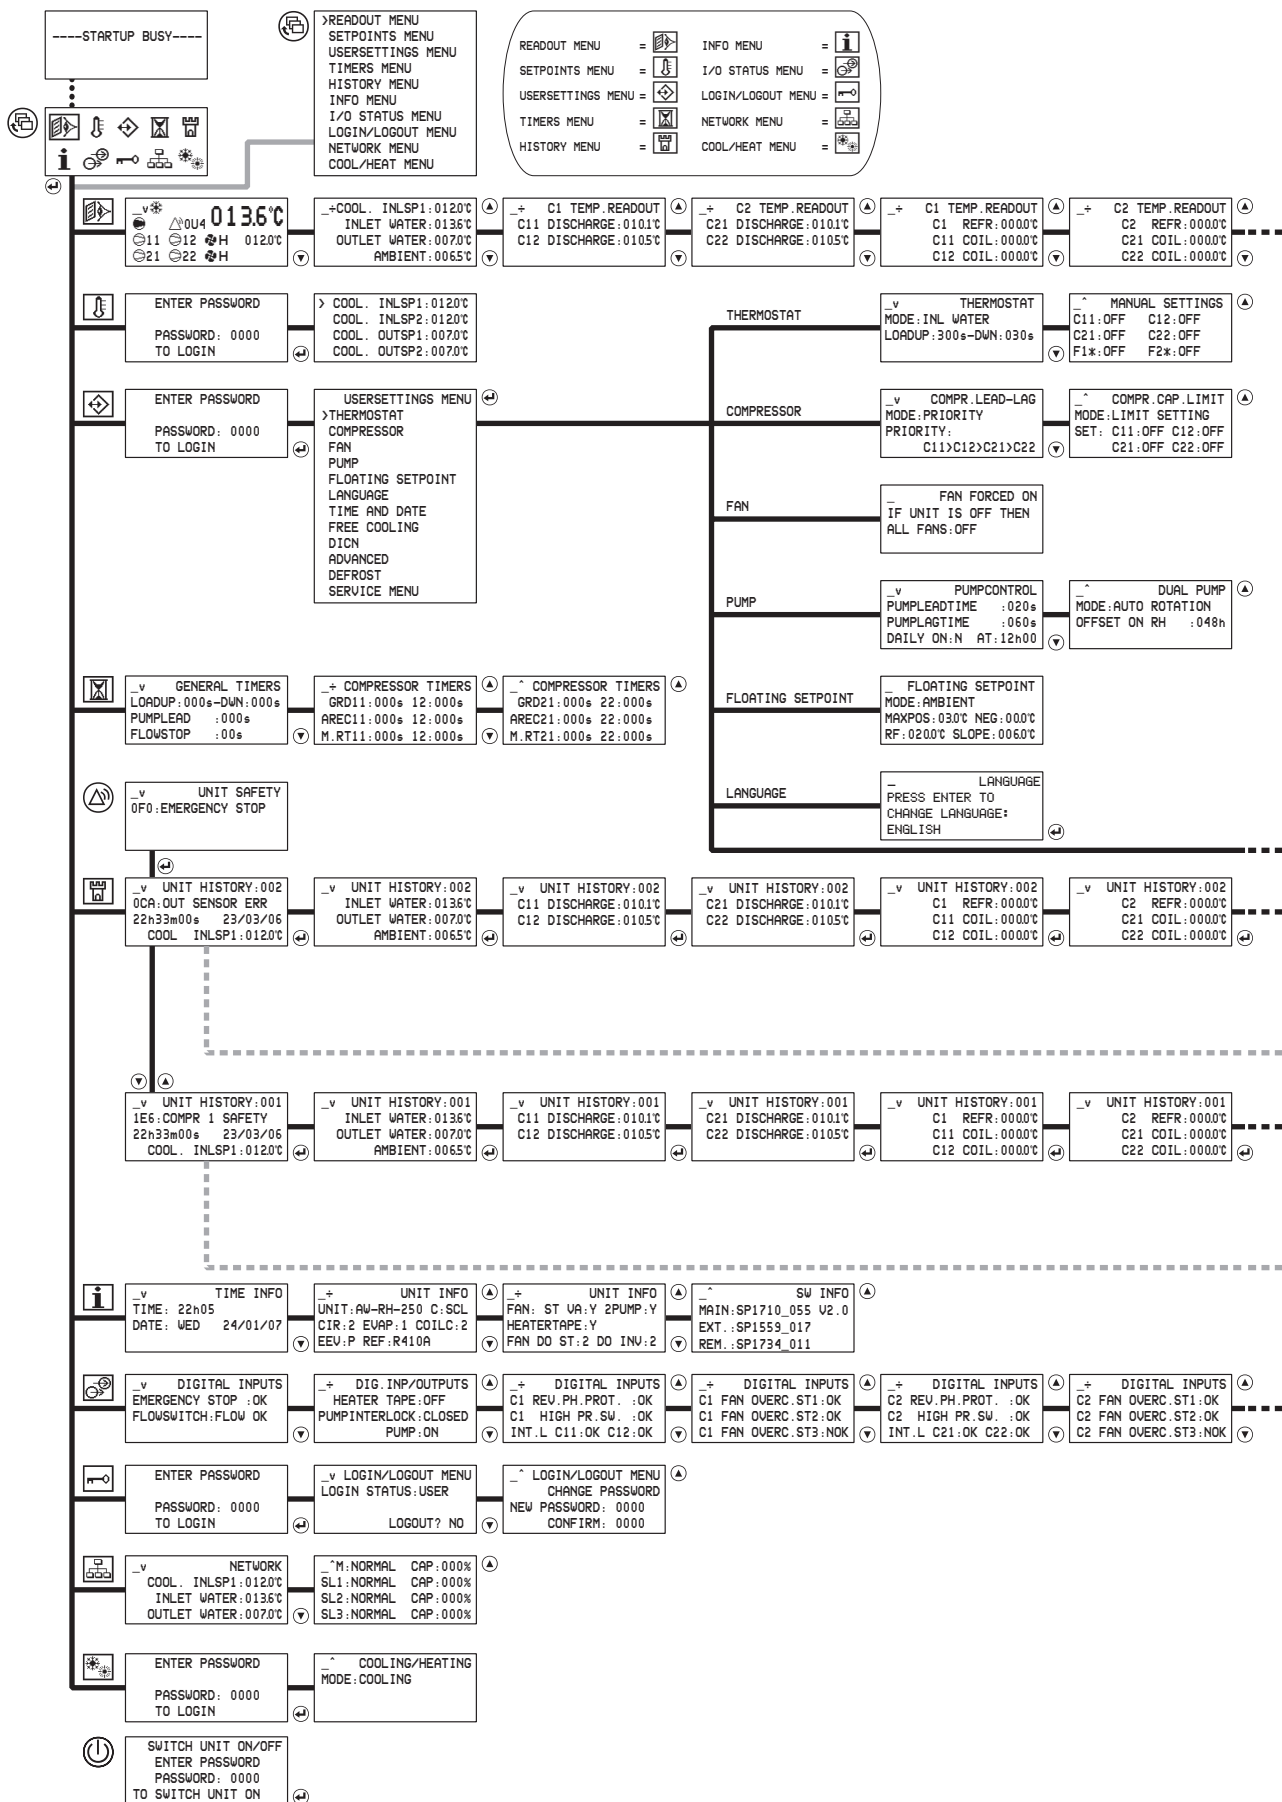 ----STARTUP BUSY----
>READOUT MENU
SETPOINTS MENU
USERSETTINGS MENU
TIMERS MENU
HISTORY MENU
INFO MENU
I/O STATUS MENU
LOGIN/LOGOUT MENU
NETWORK MENU
COOL/HEAT MENU
READOUT MENU =
SETPOINTS MENU =
USERSETTINGS MENU =
TIMERS MENU =
HISTORY MENU =
INFO MENU =
I/O STATUS MENU =
LOGIN/LOGOUT MENU =
NETWORK MENU =
COOL/HEAT MENU =
_v
0U4 013.6°C
11 12 H 012.0°C
21 22 H
_÷COOL. INLSP1:012.0°C
INLET WATER:013.6°C
OUTLET WATER:007.0°C
AMBIENT:006.5°C
_÷ C1 TEMP.READOUT
C11 DISCHARGE:010.1°C
C12 DISCHARGE:010.5°C
_÷ C2 TEMP.READOUT
C21 DISCHARGE:010.1°C
C22 DISCHARGE:010.5°C
_÷ C1 TEMP.READOUT
C1 REFR:000.0°C
C11 COIL:000.0°C
C12 COIL:000.0°C
_÷ C2 TEMP.READOUT
C2 REFR:000.0°C
C21 COIL:000.0°C
C22 COIL:000.0°C
ENTER PASSWORD
PASSWORD: 0000
TO LOGIN
> COOL. INLSP1:012.0°C
COOL. INLSP2:012.0°C
COOL. OUTSP1:007.0°C
COOL. OUTSP2:007.0°C
THERMOSTAT
_v THERMOSTAT
MODE:INL WATER
LOADUP:300s-DWN:030s
_^ MANUAL SETTINGS
C11:OFF C12:OFF
C21:OFF C22:OFF
F1*:OFF F2*:OFF
ENTER PASSWORD
PASSWORD: 0000
TO LOGIN
USERSETTINGS MENU
>THERMOSTAT
COMPRESSOR
FAN
PUMP
FLOATING SETPOINT
LANGUAGE
TIME AND DATE
FREE COOLING
DICN
ADVANCED
DEFROST
SERVICE MENU
COMPRESSOR
_v COMPR.LEAD-LAG
MODE:PRIORITY
PRIORITY:
C11>C12>C21>C22
_^ COMPR.CAP.LIMIT
MODE:LIMIT SETTING
SET: C11:OFF C12:OFF
C21:OFF C22:OFF
FAN
_ FAN FORCED ON
IF UNIT IS OFF THEN
ALL FANS:OFF
PUMP
_v PUMPCONTROL
PUMPLEADTIME :020s
PUMPLAGTIME :060s
DAILY ON:N AT:12h00
_^ DUAL PUMP
MODE:AUTO ROTATION
OFFSET ON RH :048h
_v GENERAL TIMERS
LOADUP:000s-DWN:000s
PUMPLEAD :000s
FLOWSTOP :00s
_÷ COMPRESSOR TIMERS
GRD11:000s 12:000s
AREC11:000s 12:000s
M.RT11:000s 12:000s
_^ COMPRESSOR TIMERS
GRD21:000s 22:000s
AREC21:000s 22:000s
M.RT21:000s 22:000s
FLOATING SETPOINT
_ FLOATING SETPOINT
MODE:AMBIENT
MAXPOS:03.0°C NEG:00.0°C
RF:020.0°C SLOPE:006.0°C
_v UNIT SAFETY
0F0:EMERGENCY STOP
LANGUAGE
_ LANGUAGE
PRESS ENTER TO
CHANGE LANGUAGE:
ENGLISH
_v UNIT HISTORY:002
0CA:OUT SENSOR ERR
22h33m00s 23/03/06
COOL INLSP1:012.0°C
_v UNIT HISTORY:002
INLET WATER:013.6°C
OUTLET WATER:007.0°C
AMBIENT:006.5°C
_v UNIT HISTORY:002
C11 DISCHARGE:010.1°C
C12 DISCHARGE:010.5°C
_v UNIT HISTORY:002
C21 DISCHARGE:010.1°C
C22 DISCHARGE:010.5°C
_v UNIT HISTORY:002
C1 REFR:000.0°C
C11 COIL:000.0°C
C12 COIL:000.0°C
_v UNIT HISTORY:002
C2 REFR:000.0°C
C21 COIL:000.0°C
C22 COIL:000.0°C
_v UNIT HISTORY:001
1E6:COMPR 1 SAFETY
22h33m00s 23/03/06
COOL. INLSP1:012.0°C
_v UNIT HISTORY:001
INLET WATER:013.6°C
OUTLET WATER:007.0°C
AMBIENT:006.5°C
_v UNIT HISTORY:001
C11 DISCHARGE:010.1°C
C12 DISCHARGE:010.5°C
_v UNIT HISTORY:001
C21 DISCHARGE:010.1°C
C22 DISCHARGE:010.5°C
_v UNIT HISTORY:001
C1 REFR:000.0°C
C11 COIL:000.0°C
C12 COIL:000.0°C
_v UNIT HISTORY:001
C2 REFR:000.0°C
C21 COIL:000.0°C
C22 COIL:000.0°C
_v TIME INFO
TIME: 22h05
DATE: WED 24/01/07
_÷ UNIT INFO
UNIT:AW-RH-250 C:SCL
CIR:2 EVAP:1 COILC:2
EEV:P REF:R410A
_÷ UNIT INFO
FAN: ST VA:Y 2PUMP:Y
HEATERTAPE:Y
FAN DO ST:2 DO INV:2
_^ SW INFO
MAIN:SP1710_055 V2.0
EXT.:SP1559_017
REM.:SP1734_011
_v DIGITAL INPUTS
EMERGENCY STOP :OK
FLOWSWITCH:FLOW OK
_÷ DIG.INP/OUTPUTS
HEATER TAPE:OFF
PUMPINTERLOCK:CLOSED
PUMP:ON
_÷ DIGITAL INPUTS
C1 REV.PH.PROT. :OK
C1 HIGH PR.SW. :OK
INT.L C11:OK C12:OK
_÷ DIGITAL INPUTS
C1 FAN OVERC.ST1:OK
C1 FAN OVERC.ST2:OK
C1 FAN OVERC.ST3:NOK
_÷ DIGITAL INPUTS
C2 REV.PH.PROT. :OK
C2 HIGH PR.SW. :OK
INT.L C21:OK C22:OK
_÷ DIGITAL INPUTS
C2 FAN OVERC.ST1:OK
C2 FAN OVERC.ST2:OK
C2 FAN OVERC.ST3:NOK
ENTER PASSWORD
PASSWORD: 0000
TO LOGIN
_v LOGIN/LOGOUT MENU
LOGIN STATUS:USER
LOGOUT? NO
_^ LOGIN/LOGOUT MENU
CHANGE PASSWORD
NEW PASSWORD: 0000
CONFIRM: 0000
_v NETWORK
COOL. INLSP1:012.0°C
INLET WATER:013.6°C
OUTLET WATER:007.0°C
_^M:NORMAL CAP:000%
SL1:NORMAL CAP:000%
SL2:NORMAL CAP:000%
SL3:NORMAL CAP:000%
ENTER PASSWORD
PASSWORD: 0000
TO LOGIN
_^ COOLING/HEATING
MODE:COOLING
SWITCH UNIT ON/OFF
ENTER PASSWORD
PASSWORD: 0000
TO SWITCH UNIT ON